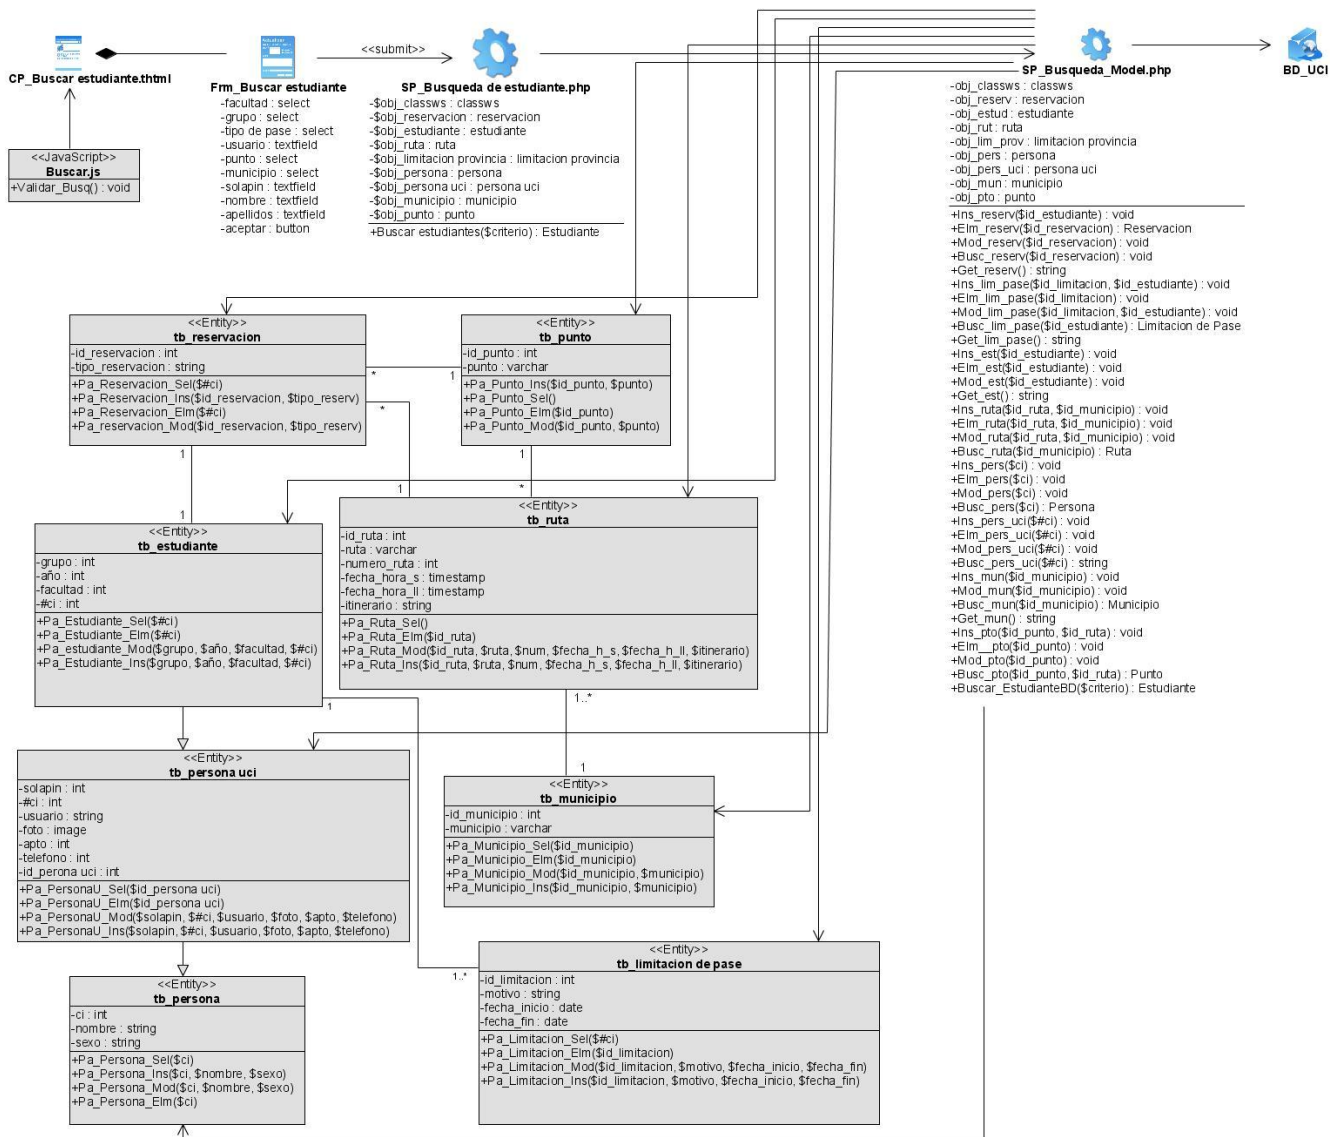 <<submit>>
CP_Buscar estudiante.thtml
Frm_Buscar estudiante
-facultad : select
-grupo : select
-tipo de pase : select
-usuario : textfield
-punto : select
-municipio : select
-solapin : textfield
-nombre : textfield
-apellidos : textfield
-aceptar : button
SP_Busqueda de estudiante.php
-$obj_classws : classws
-$obj_reservacion : reservacion
-$obj_estudiante : estudiante
-$obj_ruta : ruta
-$obj_limitacion provincia : limitacion provincia
-$obj_persona : persona
-$obj_persona uci : persona uci
-$obj_municipio : municipio
-$obj_punto : punto
+Buscar estudiantes($criterio) : Estudiante
SP_Busqueda_Model.php
-obj_classws : classws
-obj_reserv : reservacion
-obj_estud : estudiante
-obj_rut : ruta
-obj_lim_prov : limitacion provincia
-obj_pers : persona
-obj_pers_uci : persona uci
-obj_mun : municipio
-obj_pto : punto
+Ins_reserv($id_estudiante) : void
+Elm_reserv($id_reservacion) : Reservacion
+Mod_reserv($id_reservacion) : void
+Busc_reserv($id_reservacion) : void
+Get_reserv() : string
+Ins_lim_pase($id_limitacion, $id_estudiante) : void
+Elm_lim_pase($id_limitacion) : void
+Mod_lim_pase($id_limitacion, $id_estudiante) : void
+Busc_lim_pase($id_estudiante) : Limitacion de Pase
+Get_lim_pase() : string
+Ins_est($id_estudiante) : void
+Elm_est($id_estudiante) : void
+Mod_est($id_estudiante) : void
+Get_est() : string
+Ins_ruta($id_ruta, $id_municipio) : void
+Elm_ruta($id_ruta, $id_municipio) : void
+Mod_ruta($id_ruta, $id_municipio) : void
+Busc_ruta($id_municipio) : Ruta
+Ins_pers($ci) : void
+Elm_pers($ci) : void
+Mod_pers($ci) : void
+Busc_pers($ci) : Persona
+Ins_pers_uci($#ci) : void
+Elm_pers_uci($#ci) : void
+Mod_pers_uci($#ci) : void
+Busc_pers_uci($#ci) : string
+Ins_mun($id_municipio) : void
+Mod_mun($id_municipio) : void
+Busc_mun($id_municipio) : Municipio
+Get_mun() : string
+Ins_pto($id_punto, $id_ruta) : void
+Elm__pto($id_punto) : void
+Mod_pto($id_punto) : void
+Busc_pto($id_punto, $id_ruta) : Punto
+Buscar_EstudianteBD($criterio) : Estudiante
BD_UCI
<<JavaScript>>
Buscar.js
+Validar_Busq() : void
<<Entity>>
tb_reservacion
-id_reservacion : int
-tipo_reservacion : string
+Pa_Reservacion_Sel($#ci)
+Pa_Reservacion_Ins($id_reservacion, $tipo_reserv)
+Pa_Reservacion_Elm($#ci)
+Pa_reservacion_Mod($id_reservacion, $tipo_reserv)
*
1
*
<<Entity>>
tb_punto
-id_punto : int
-punto : varchar
+Pa_Punto_Ins($id_punto, $punto)
+Pa_Punto_Sel()
+Pa_Punto_Elm($id_punto)
+Pa_Punto_Mod($id_punto, $punto)
1
1
1
1
*
<<Entity>>
tb_estudiante
-grupo : int
-año : int
-facultad : int
-#ci : int
+Pa_Estudiante_Sel($#ci)
+Pa_Estudiante_Elm($#ci)
+Pa_estudiante_Mod($grupo, $año, $facultad, $#ci)
+Pa_Estudiante_Ins($grupo, $año, $facultad, $#ci)
<<Entity>>
tb_ruta
-id_ruta : int
-ruta : varchar
-numero_ruta : int
-fecha_hora_s : timestamp
-fecha_hora_ll : timestamp
-itinerario : string
+Pa_Ruta_Sel()
+Pa_Ruta_Elm($id_ruta)
+Pa_Ruta_Mod($id_ruta, $ruta, $num, $fecha_h_s, $fecha_h_ll, $itinerario)
+Pa_Ruta_Ins($id_ruta, $ruta, $num, $fecha_h_s, $fecha_h_ll, $itinerario)
1
1..*
1
<<Entity>>
tb_persona uci
-solapin : int
-#ci : int
-usuario : string
-foto : image
-apto : int
-telefono : int
-id_perona uci : int
+Pa_PersonaU_Sel($id_persona uci)
+Pa_PersonaU_Elm($id_persona uci)
+Pa_PersonaU_Mod($solapin, $#ci, $usuario, $foto, $apto, $telefono)
+Pa_PersonaU_Ins($solapin, $#ci, $usuario, $foto, $apto, $telefono)
<<Entity>>
tb_municipio
-id_municipio : int
-municipio : varchar
+Pa_Municipio_Sel($id_municipio)
+Pa_Municipio_Elm($id_municipio)
+Pa_Municipio_Mod($id_municipio, $municipio)
+Pa_Municipio_Ins($id_municipio, $municipio)
1..*
<<Entity>>
tb_persona
-ci : int
-nombre : string
-sexo : string
+Pa_Persona_Sel($ci)
+Pa_Persona_Ins($ci, $nombre, $sexo)
+Pa_Persona_Mod($ci, $nombre, $sexo)
+Pa_Persona_Elm($ci)
<<Entity>>
tb_limitacion de pase
-id_limitacion : int
-motivo : string
-fecha_inicio : date
-fecha_fin : date
+Pa_Limitacion_Sel($#ci)
+Pa_Limitacion_Elm($id_limitacion)
+Pa_Limitacion_Mod($id_limitacion, $motivo, $fecha_inicio, $fecha_fin)
+Pa_Limitacion_Ins($id_limitacion, $motivo, $fecha_inicio, $fecha_fin)